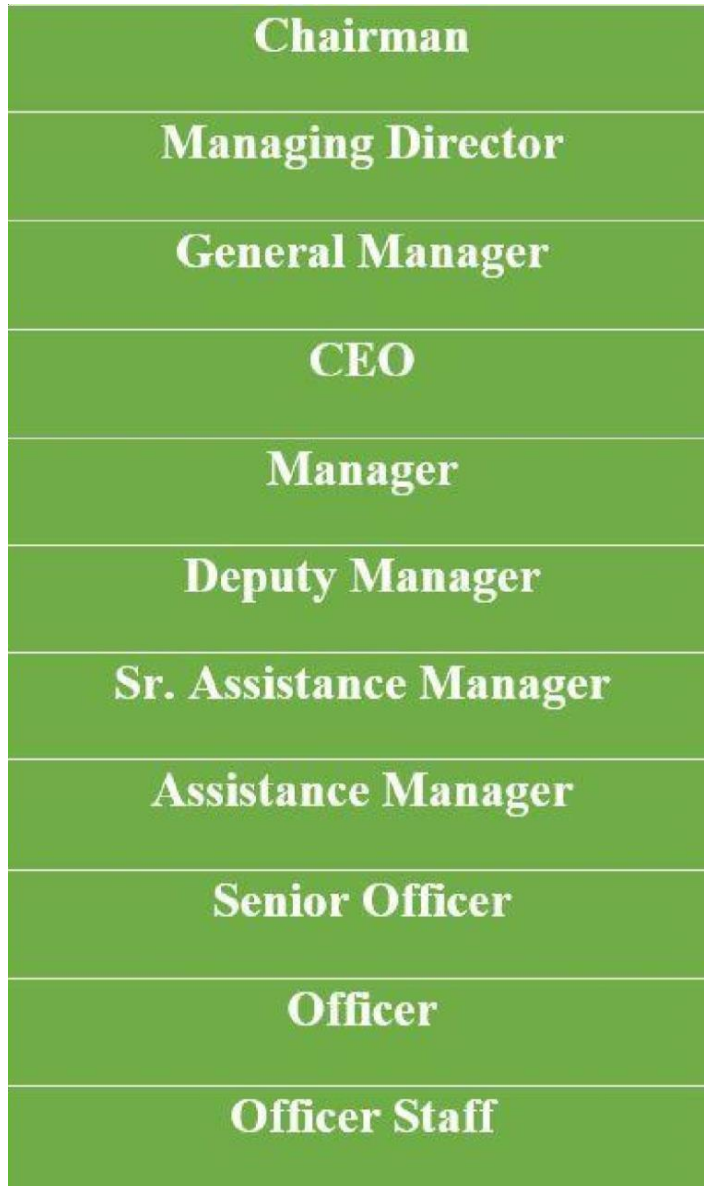 Chairman
Managing Director
General Manager
CEO
Manager
Deputy Manager
Sr. Assistance Manager
Assistance Manager
Senior Officer
Officer
Officer Staff